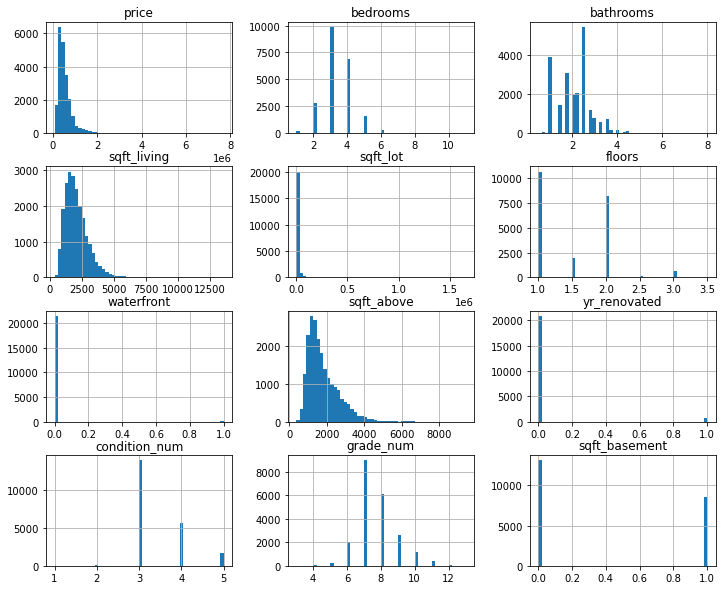 price bedrooms bathrooms
6000 4000 2000 0
0 2 4 6 8
1e6
10000 7500 5000 2500 0
2 4 6 8 10
4000 2000 0
2 4 6 8
sqft_living sqft_lot floors
3000 2000 1000 0
0 2500 5000 7500 10000 12500
20000 15000 10000 5000 0
0.0 0.5 1.0 1.5
1e6
10000 7500 5000 2500 0
1.0 1.5 2.0 2.5 3.0 3.5
waterfront sqft_above yr_renovated
20000 15000 10000 5000 0
0.0 0.2 0.4 0.6 0.8 1.0
2000 1000 0
0 2000 4000 6000 8000
20000 15000 10000 5000 0
0.0 0.2 0.4 0.6 0.8 1.0
condition_num grade_num sqft_basement
10000 5000 0
1 2 3 4 5
8000 6000 4000 2000 0
4 6 8 10 12
10000 5000 0
0.0 0.2 0.4 0.6 0.8 1.0